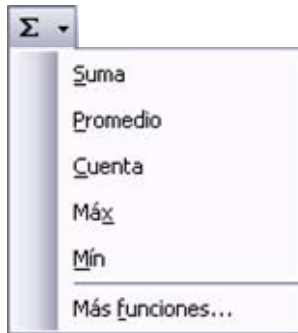 Σ
Suma
Promedio
Cuenta
Máx
Mín
Más funciones...